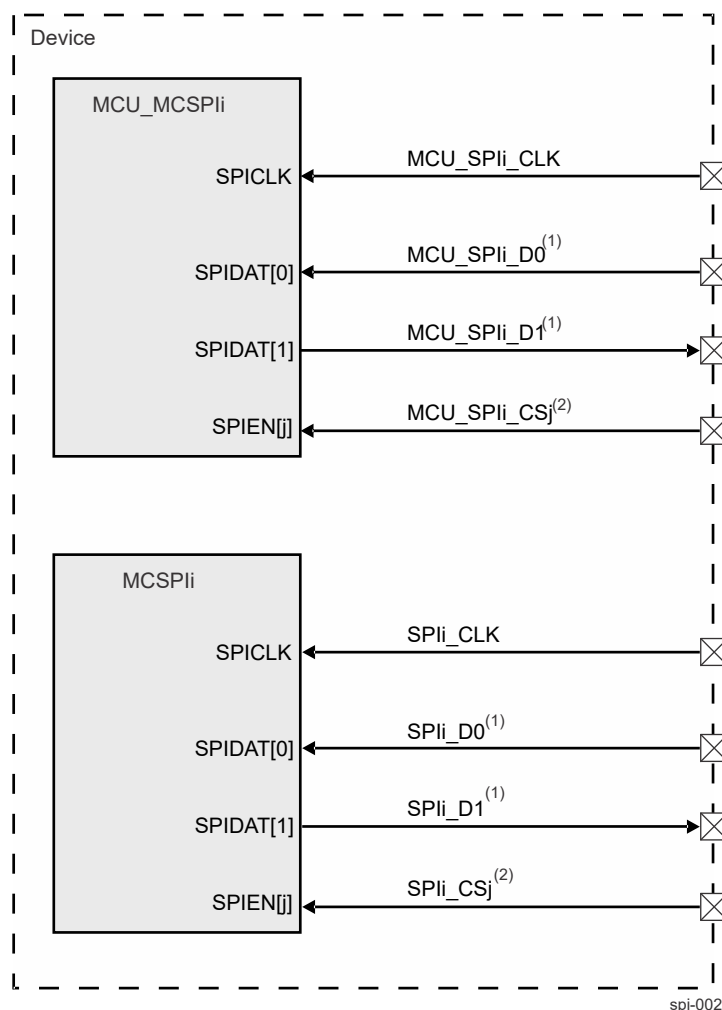 Device
MCU_MCSPIi
SPICLK
MCU_SPIi_CLK
SPIDAT[0]
MCU_SPIi_D0(1)
SPIDAT[1]
MCU_SPIi_D1(1)
SPIEN[j]
MCU_SPIi_CSj(2)
MCSPIi
SPICLK
SPIi_CLK
SPIDAT[0]
SPIi_D0(1)
SPIDAT[1]
SPIi_D1(1)
SPIEN[j]
SPIi_CSj(2)
spi-002